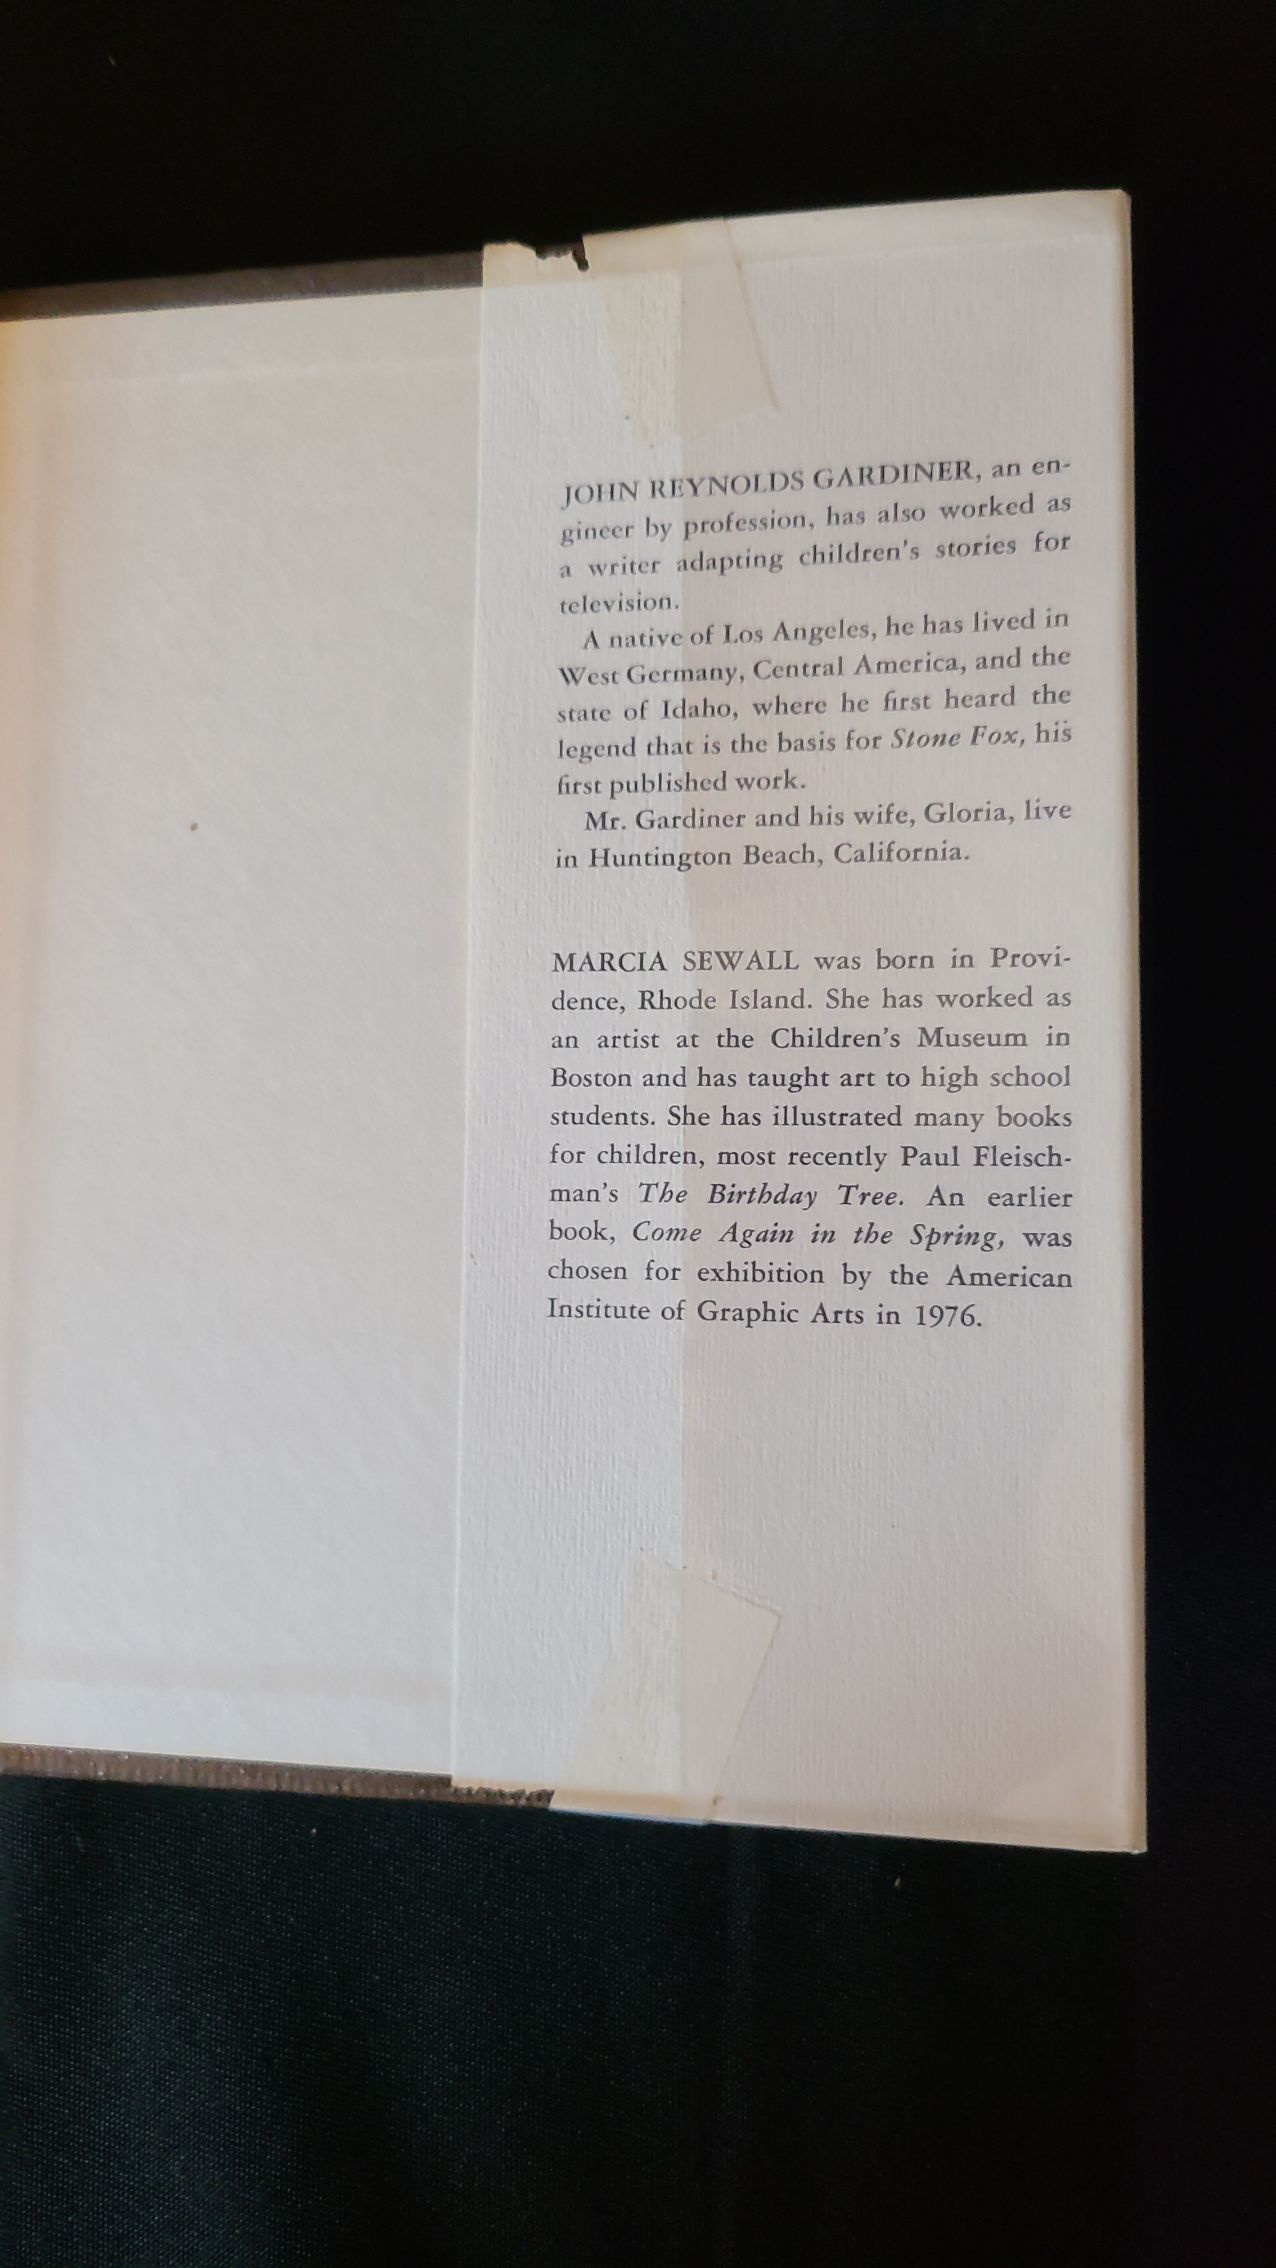 JOHN REYNOLDS GARDINER, an en-
gineer by profession, has also worked as
a writer adapting children's stories for
television.
A native of Los Angeles, he has lived in
West Germany, Central America, and the
state of Idaho, where he first heard the
legend that is the basis for Stone Fox, his
first published work.
Mr. Gardiner and his wife, Gloria, live
in Huntington Beach, California.
MARCIA SEWALL was born in Provi-
dence, Rhode Island. She has worked as
an artist at the Children's Museum in
Boston and has taught art to high school
students. She has illustrated many books
for children, most recently Paul Fleisch-
man's The Birthday Tree. An earlier
book, Come Again in the Spring, was
chosen for exhibition by the American
Institute of Graphic Arts in 1976.